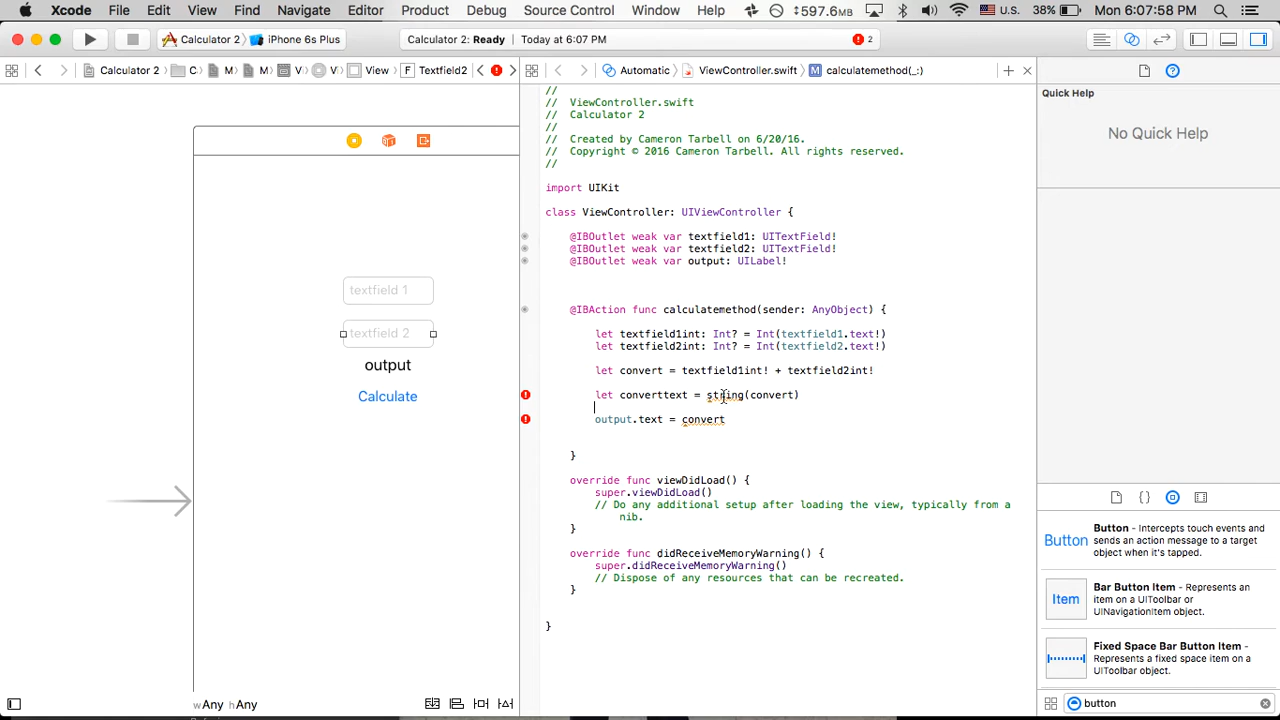 Xcode File Edit View Find Navigate Editor Product Debug Source Control Window Help 597.6MB U.S. 38% Mon 6:07:58 PM
Calculator 2 iPhone 6s Plus Calculator 2: Ready Today at 6:07 PM 2
Calculator 2 C M M V V View F Textfield2 Automatic ViewController.swift M calculatemethod(_:)
Quick Help
No Quick Help
//
//  ViewController.swift
//  Calculator 2
//
//  Created by Cameron Tarbell on 6/20/16.
//  Copyright © 2016 Cameron Tarbell. All rights reserved.
//
import UIKit
class ViewController: UIViewController {
@IBOutlet weak var textfield1: UITextField!
@IBOutlet weak var textfield2: UITextField!
@IBOutlet weak var output: UILabel!
@IBAction func calculatemethod(sender: AnyObject) {
let textfield1int: Int? = Int(textfield1.text!)
let textfield2int: Int? = Int(textfield2.text!)
let convert = textfield1int! + textfield2int!
let converttext = string(convert)
output.text = convert
}
override func viewDidLoad() {
super.viewDidLoad()
// Do any additional setup after loading the view, typically from a
nib.
}
override func didReceiveMemoryWarning() {
super.didReceiveMemoryWarning()
// Dispose of any resources that can be recreated.
}
}
textfield 1
textfield 2
output
Calculate
wAny hAny
Button
Button - Intercepts touch events and
sends an action message to a target
object when it's tapped.
Item
Bar Button Item - Represents an
item on a UIToolbar or
UINavigationItem object.
Fixed Space Bar Button Item -
Represents a fixed space item on a
UIToolbar object.
button